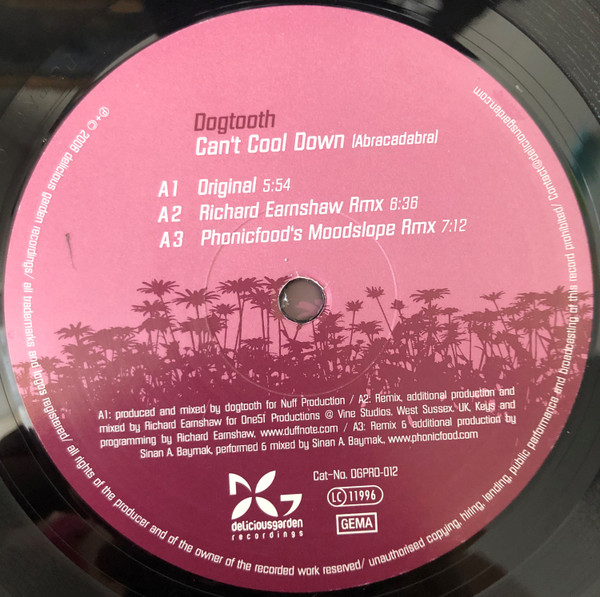 Dogtooth
Can't Cool Down (Abracadabra)
A1 Original 5:54
A2 Richard Earnshaw Rmx 6:36
A3 Phonicfood's Moodslope Rmx 7:12
A1: produced and mixed by dogtooth for Nuff Production / A2: Remix, additional production and
mixed by Richard Earnshaw for One51 Productions @ Vine Studios, West Sussex, UK, Keys and
programming by Richard Earnshaw, www.duffnote.com / A3: Remix & additional production by
Sinan A. Baymak, performed & mixed by Sinan A. Baymak, www.phonicfood.com
Cat-No. DGPRO-012
LC 11996
GEMA
DG
deliciousgarden
recordings
℗+© 2006 delicious garden recordings/ all trademarks and logos registered/ all rights of the producer and of the owner of the recorded work reserved/ unauthorised copying, hiring, lending, public performance and broadcasting of this record prohibited/ Contact@deliciousgarden.com